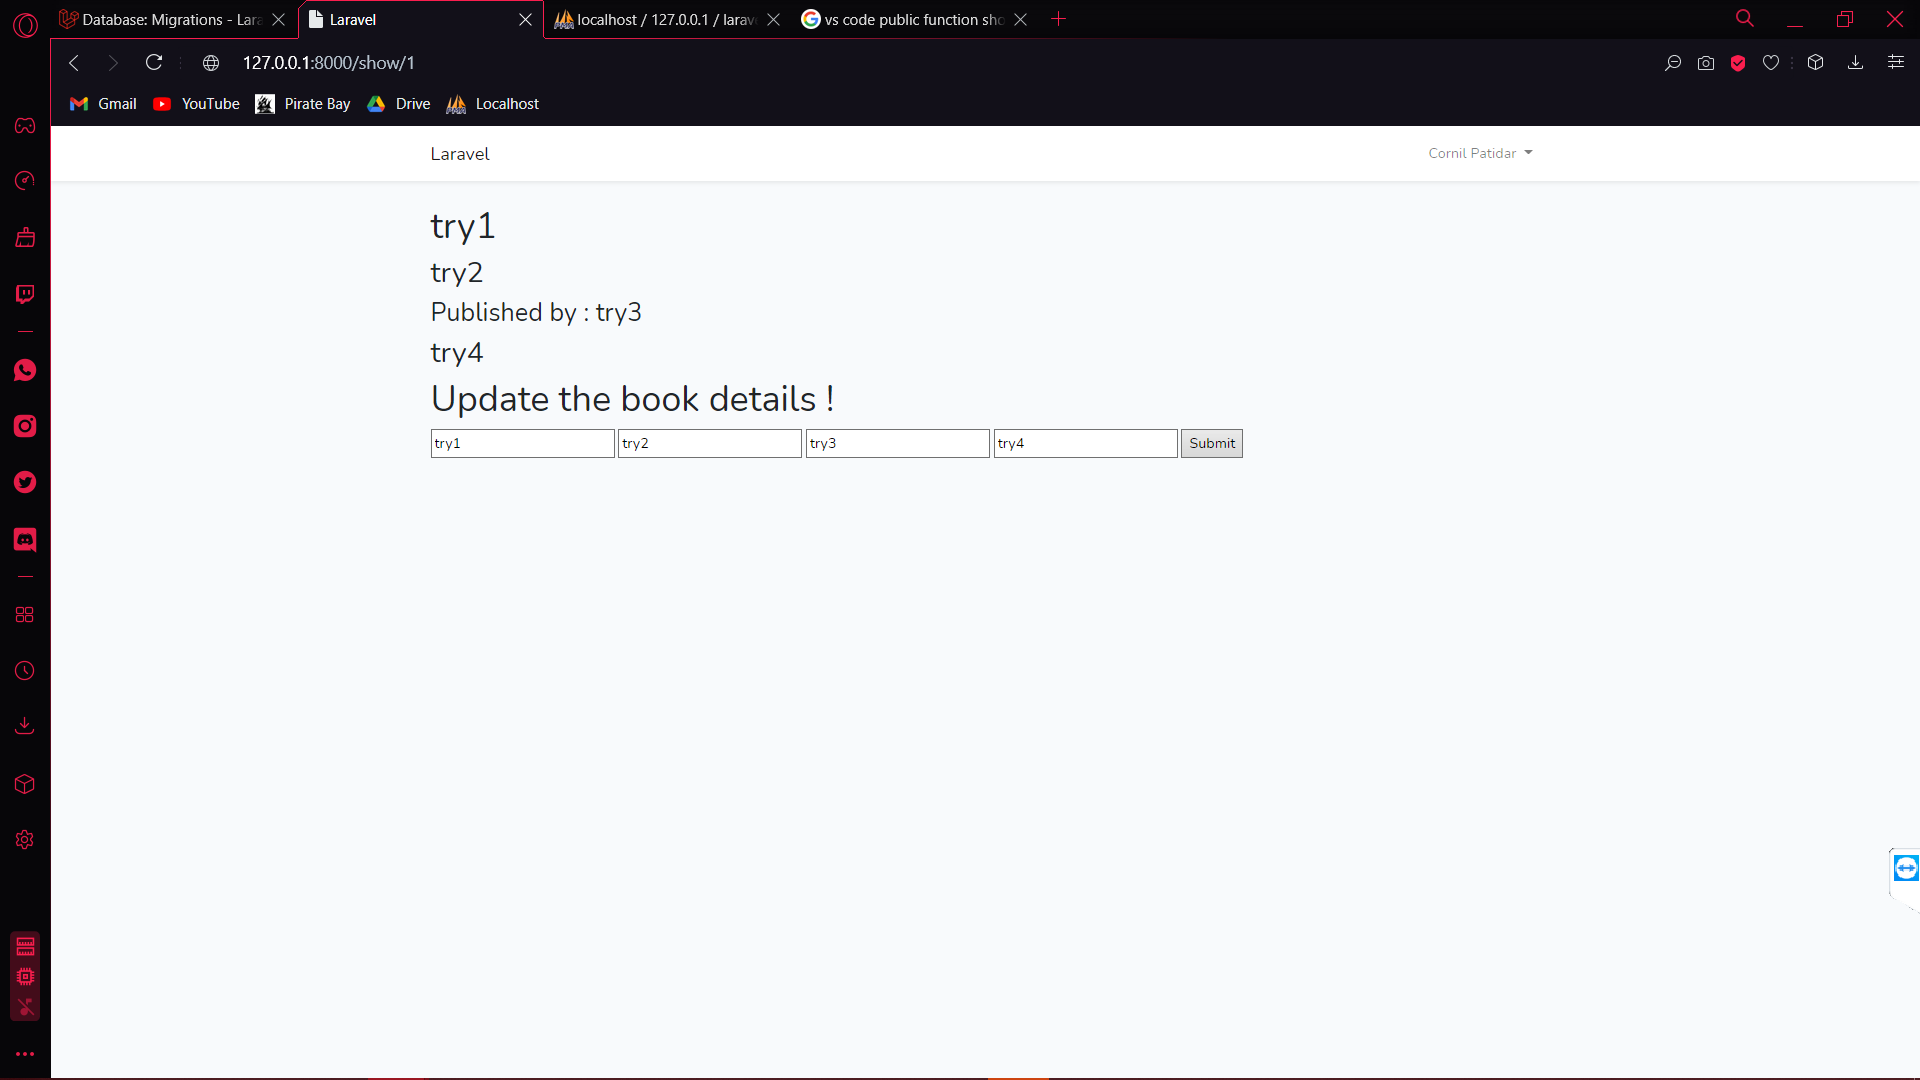 Database: Migrations - Lara
Laravel
localhost / 127.0.0.1 / larav
vs code public function sho
127.0.0.1:8000/show/1
Gmail
YouTube
Pirate Bay
Drive
Localhost
Laravel
Cornil Patidar
try1
try2
Published by : try3
try4
Update the book details !
try1
try2
try3
try4
Submit